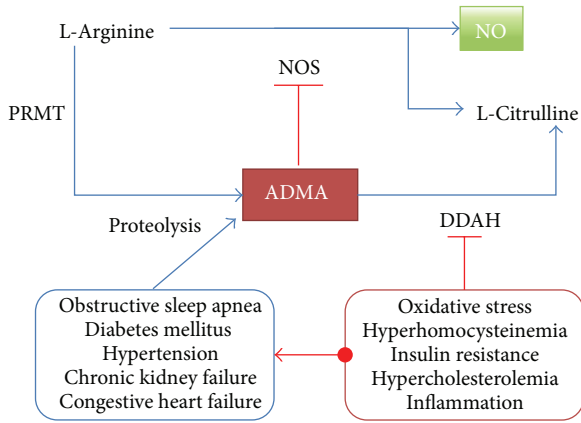 L-Arginine
NO
NOS
PRMT
L-Citrulline
ADMA
Proteolysis
DDAH
Obstructive sleep apnea
Diabetes mellitus
Hypertension
Chronic kidney failure
Congestive heart failure
Oxidative stress
Hyperhomocysteinemia
Insulin resistance
Hypercholesterolemia
Inflammation